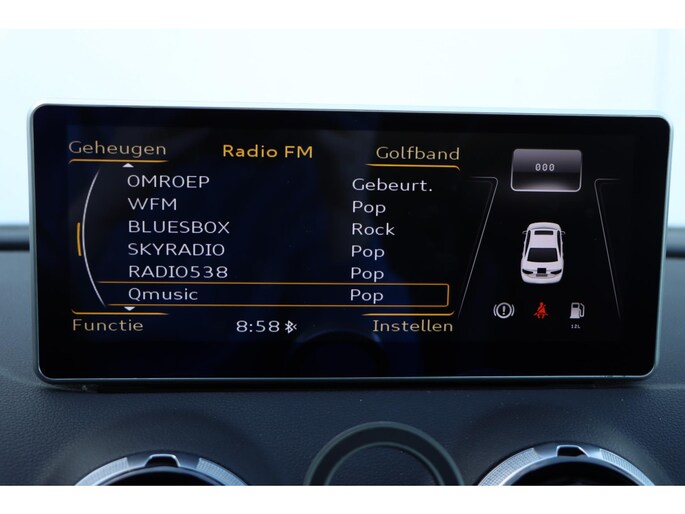 Geheugen Radio FM Golfband
OMROEP Gebeurt.
WFM Pop
BLUESBOX Rock
SKYRADIO Pop
RADIO538 Pop
Qmusic Pop
Functie 8:58 Instellen
000
12L